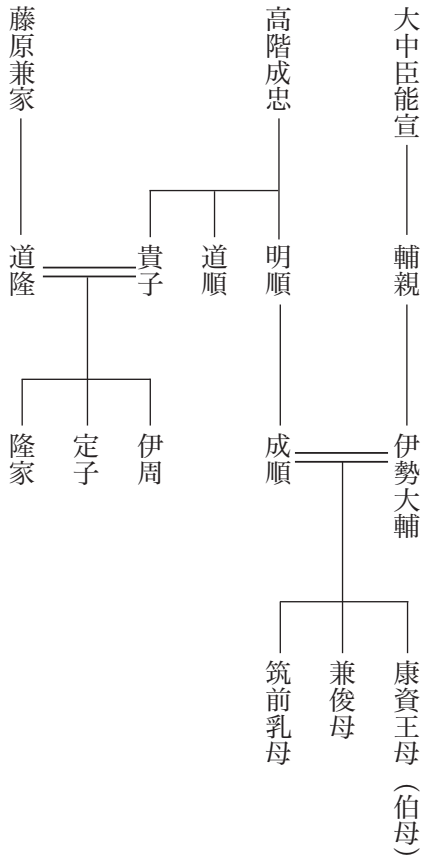 大中臣能宣
輔親
伊勢大輔
康資王母（伯母）
兼俊母
筑前乳母
高階成忠
明順
成順
道順
貴子
藤原兼家
道隆
伊周
定子
隆家